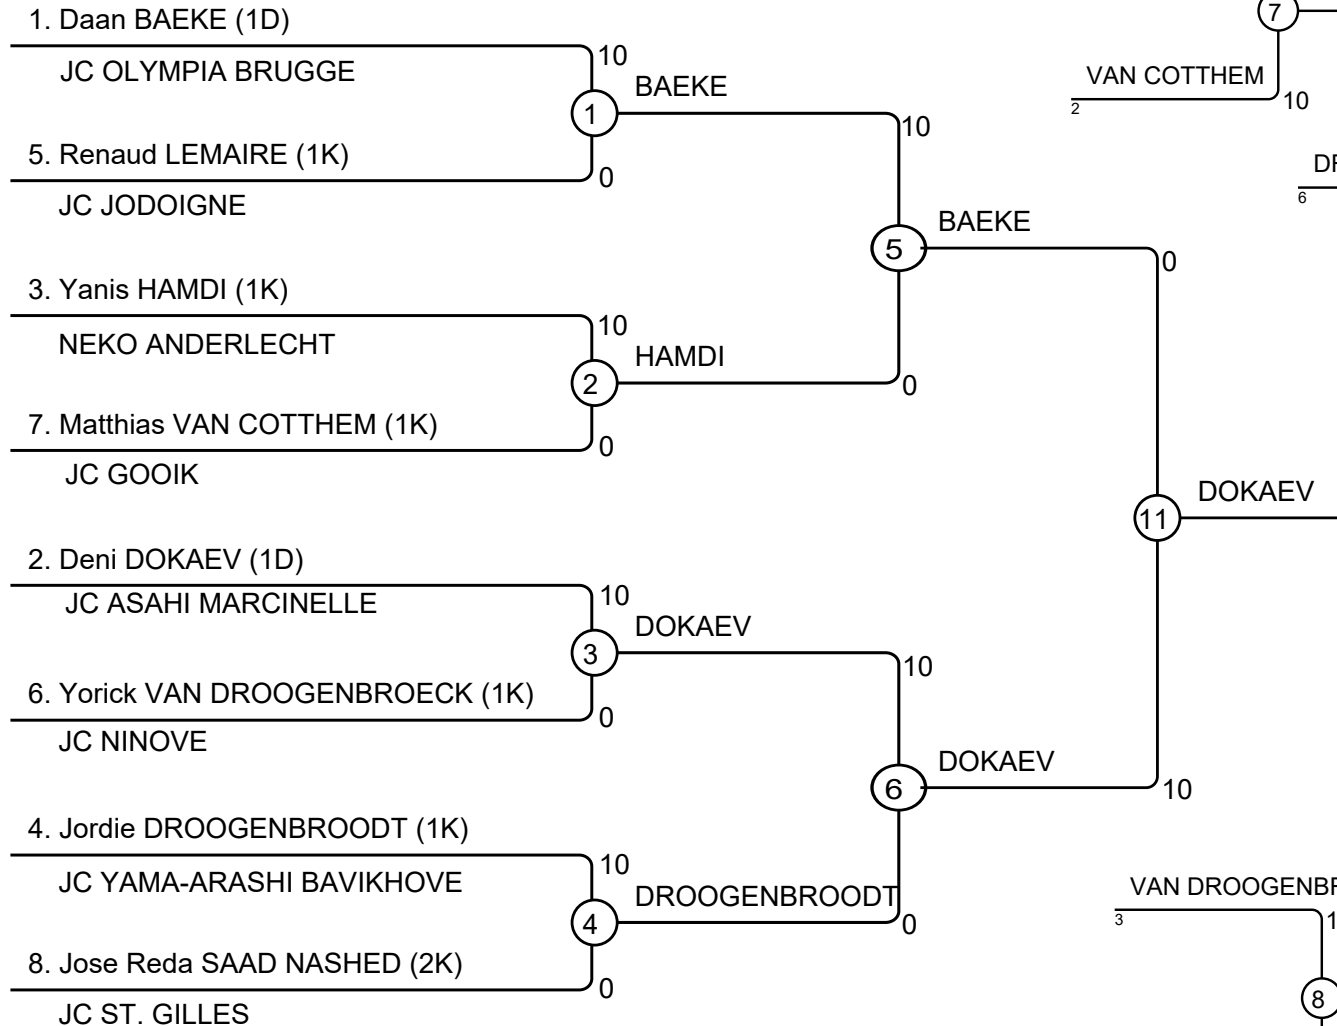 1. Daan BAEKE (1D)
JC OLYMPIA BRUGGE
10
1
BAEKE
5. Renaud LEMAIRE (1K)
0
JC JODOIGNE
10
5
BAEKE
0
3. Yanis HAMDI (1K)
10
NEKO ANDERLECHT
2
HAMDI
0
7. Matthias VAN COTTHEM (1K)
0
JC GOOIK
11
DOKAEV
2. Deni DOKAEV (1D)
10
JC ASAHI MARCINELLE
3
DOKAEV
6. Yorick VAN DROOGENBROECK (1K)
0
JC NINOVE
10
6
DOKAEV
10
4. Jordie DROOGENBROODT (1K)
10
JC YAMA-ARASHI BAVIKHOVE
4
DROOGENBROODT
0
8. Jose Reda SAAD NASHED (2K)
0
JC ST. GILLES
7
VAN COTTHEM
2
10
6
VAN DROOGENB
3
1
8